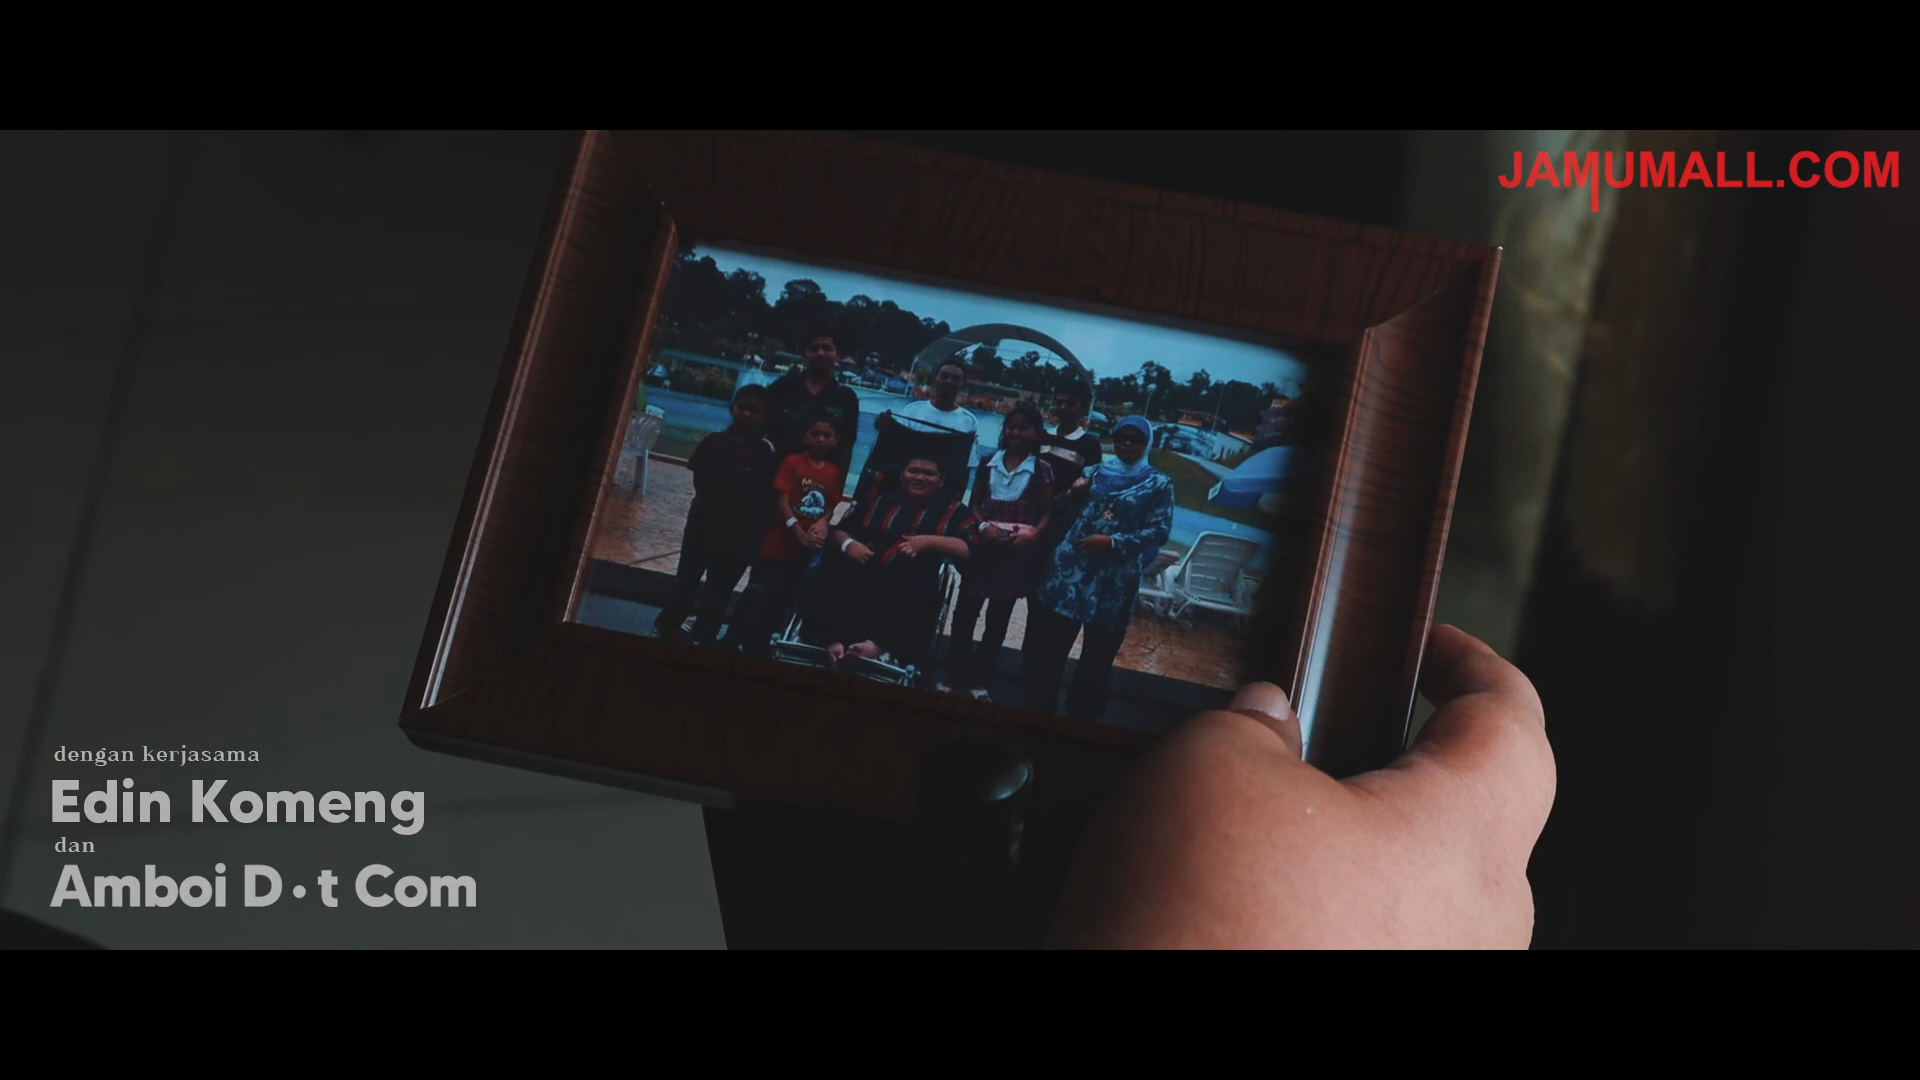 JAMUMALL.COM
dengan kerjasama
Edin Komeng
dan
Amboi D•t Com